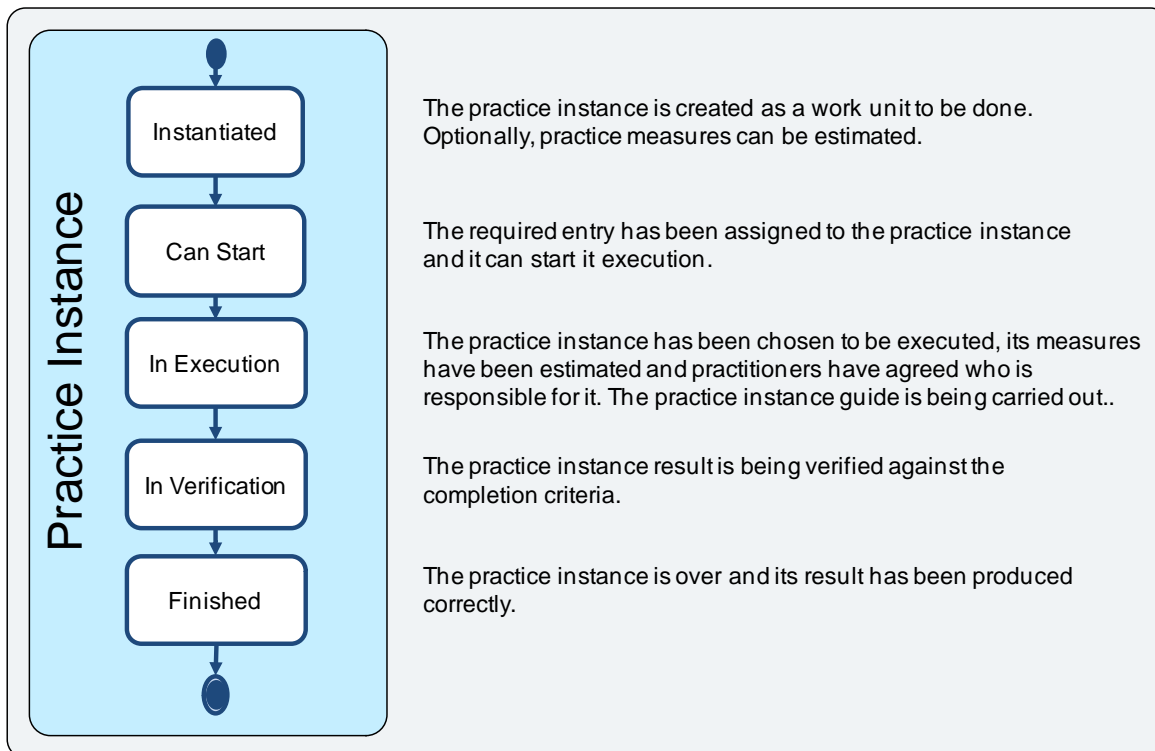 Practice Instance
Instantiated
The practice instance is created as a work unit to be done.
Optionally, practice measures can be estimated.
Can Start
The required entry has been assigned to the practice instance
and it can start it execution.
In Execution
The practice instance has been chosen to be executed, its measures
have been estimated and practitioners have agreed who is
responsible for it. The practice instance guide is being carried out..
In Verification
The practice instance result is being verified against the
completion criteria.
Finished
The practice instance is over and its result has been produced
correctly.